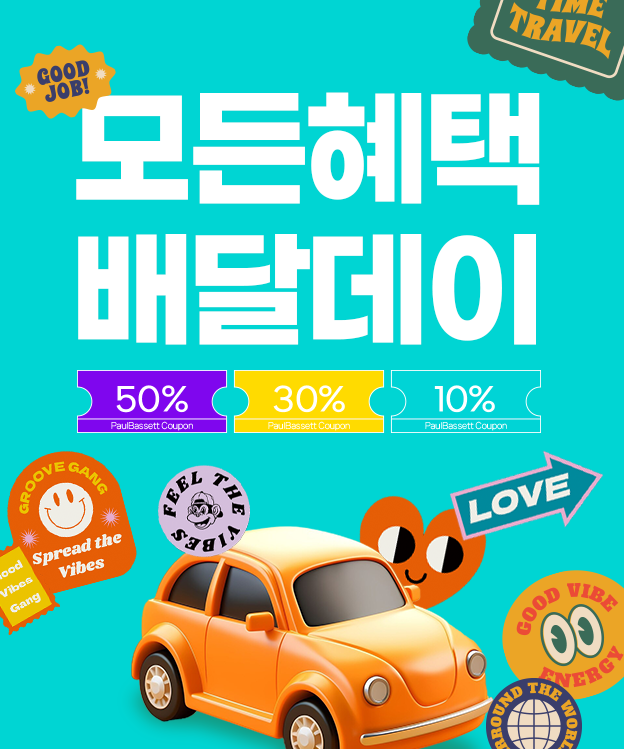 TIME
TRAVEL
GOOD
JOB!
모든혜택
배달데이
50%
PaulBassett Coupon
30%
PaulBassett Coupon
10%
PaulBassett Coupon
GROOVE GANG
Spread the
Vibes
Vibes
Gang
FEEL THE
VIBES
LOVE
GOOD VIBE
ENERGY
AROUND THE WOR